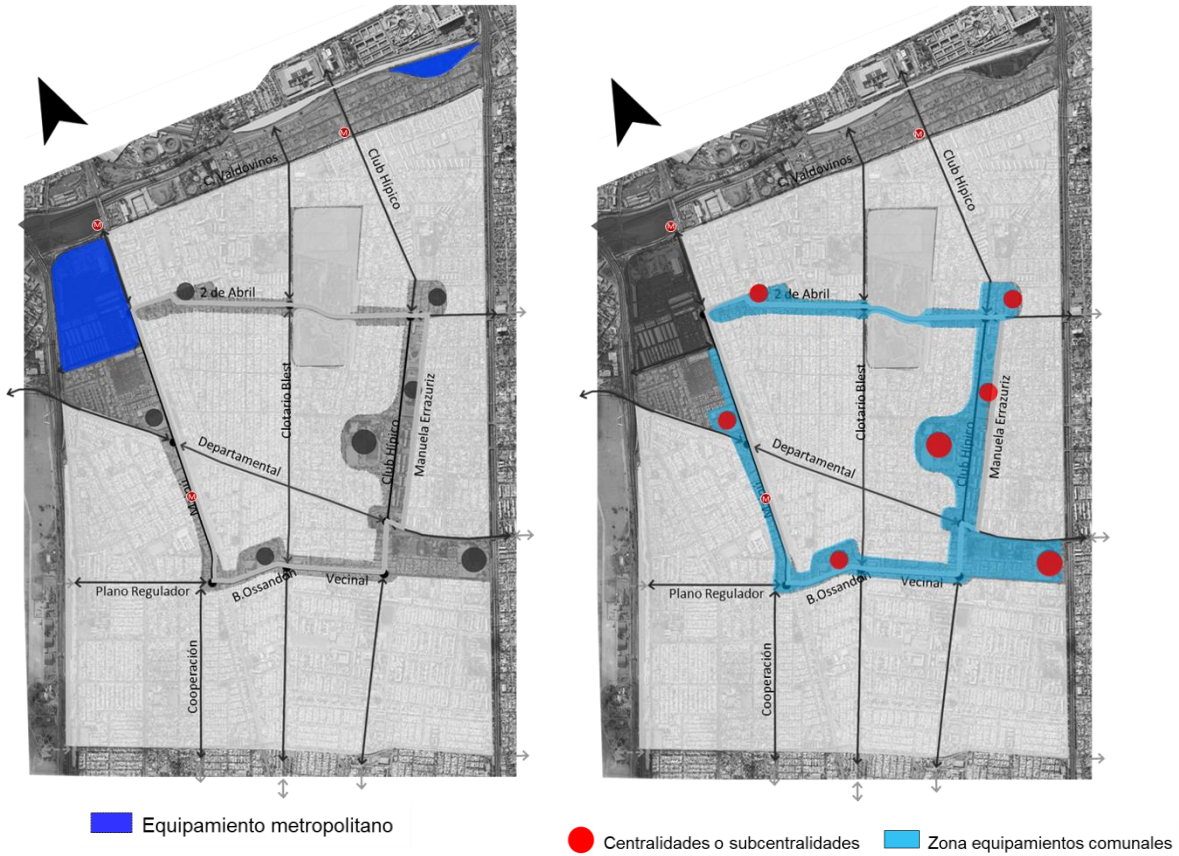 C. Valdovinos
Club Hípico
2 de Abril
Clotario Blest
Manuela Errazuriz
Club Hípico
Departamental
M
M
M
Plano Regulador
B.Ossandón
Vecinal
Cooperación
Equipamiento metropolitano
C. Valdovinos
Club Hípico
2 de Abril
Clotario Blest
Manuela Errazuriz
Club Hípico
Departamental
M
M
M
Plano Regulador
B.Ossandón
Vecinal
Cooperación
Centralidades o subcentralidades
Zona equipamientos comunales